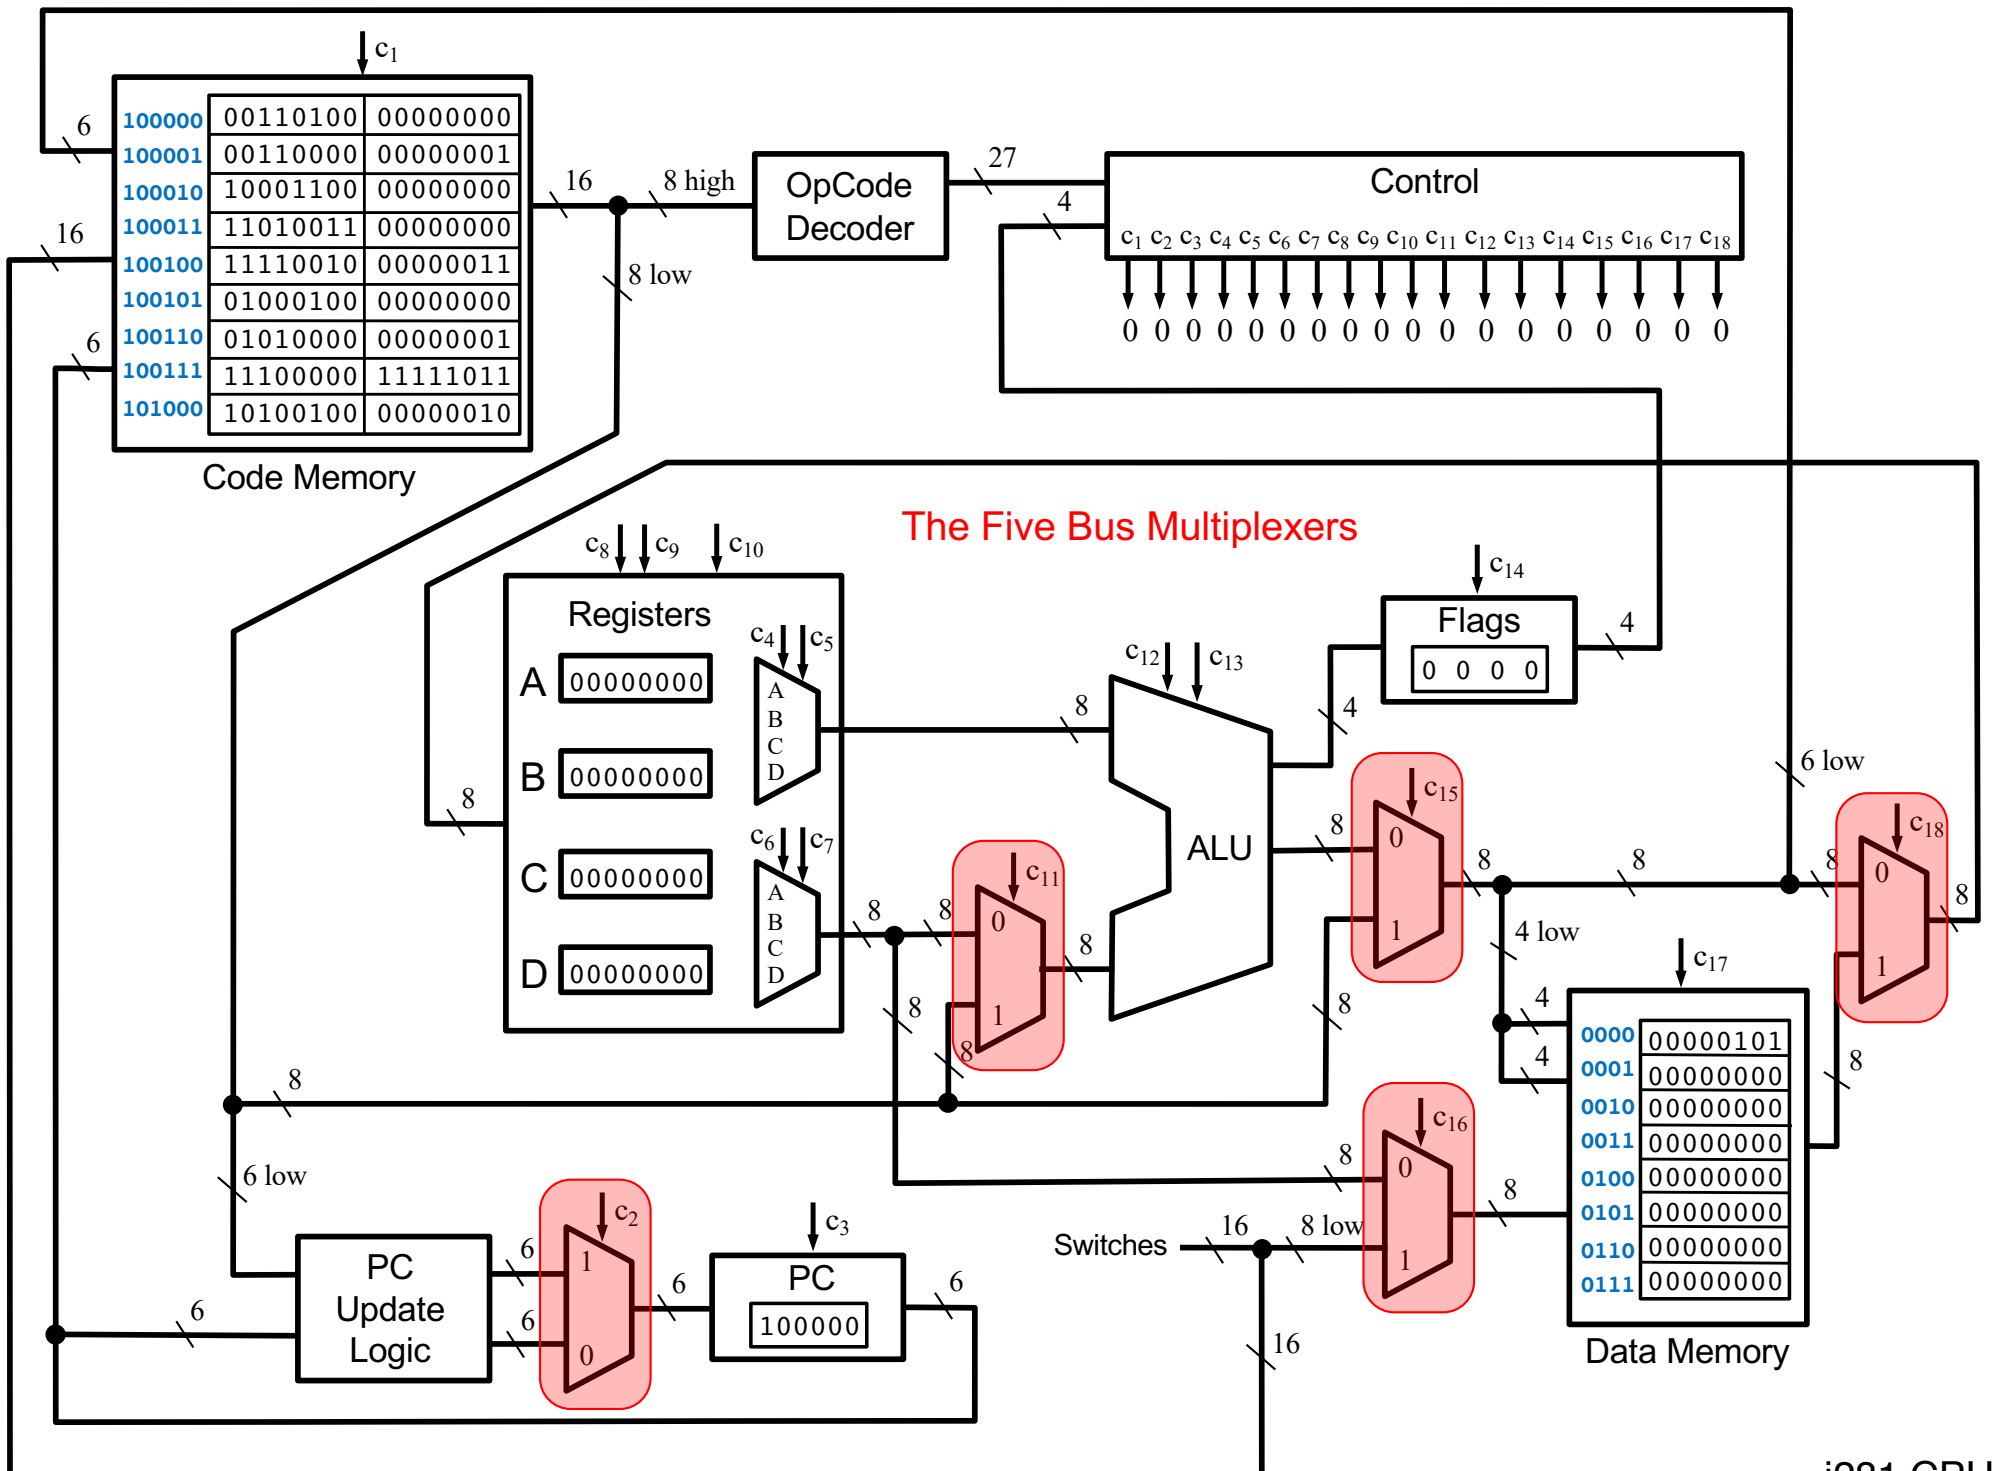 c1
6
100000 00110100 00000000
100001 00110000 00000001
100010 10001100 00000000
100011 11010011 00000000
100100 11110010 00000011
100101 01000100 00000000
100110 01010000 00000001
100111 11100000 11111011
101000 10100100 00000010
16
6
Code Memory
16
8 high
8 low
OpCode
Decoder
27
4
Control
c1 c2 c3 c4 c5 c6 c7 c8 c9 c10 c11 c12 c13 c14 c15 c16 c17 c18
0 0 0 0 0 0 0 0 0 0 0 0 0 0 0 0 0 0
The Five Bus Multiplexers
c8 c9 c10
Registers
A 00000000
B 00000000
C 00000000
D 00000000
8
c4 c5
A
B
C
D
c6 c7
A
B
C
D
8
8
8
8
c11
0
1
8
8
c12 c13
ALU
4
c14
Flags
0 0 0 0
4
8
c15
0
1
8
8
8
4 low
6 low
8
c18
0
1
8
c17
4
4
0000 00000101
0001 00000000
0010 00000000
0011 00000000
0100 00000000
0101 00000000
0110 00000000
0111 00000000
8
Data Memory
8
c16
0
1
8
Switches
16
8 low
16
8
6 low
6
PC
Update
Logic
6
6
c2
1
0
6
c3
PC
100000
6